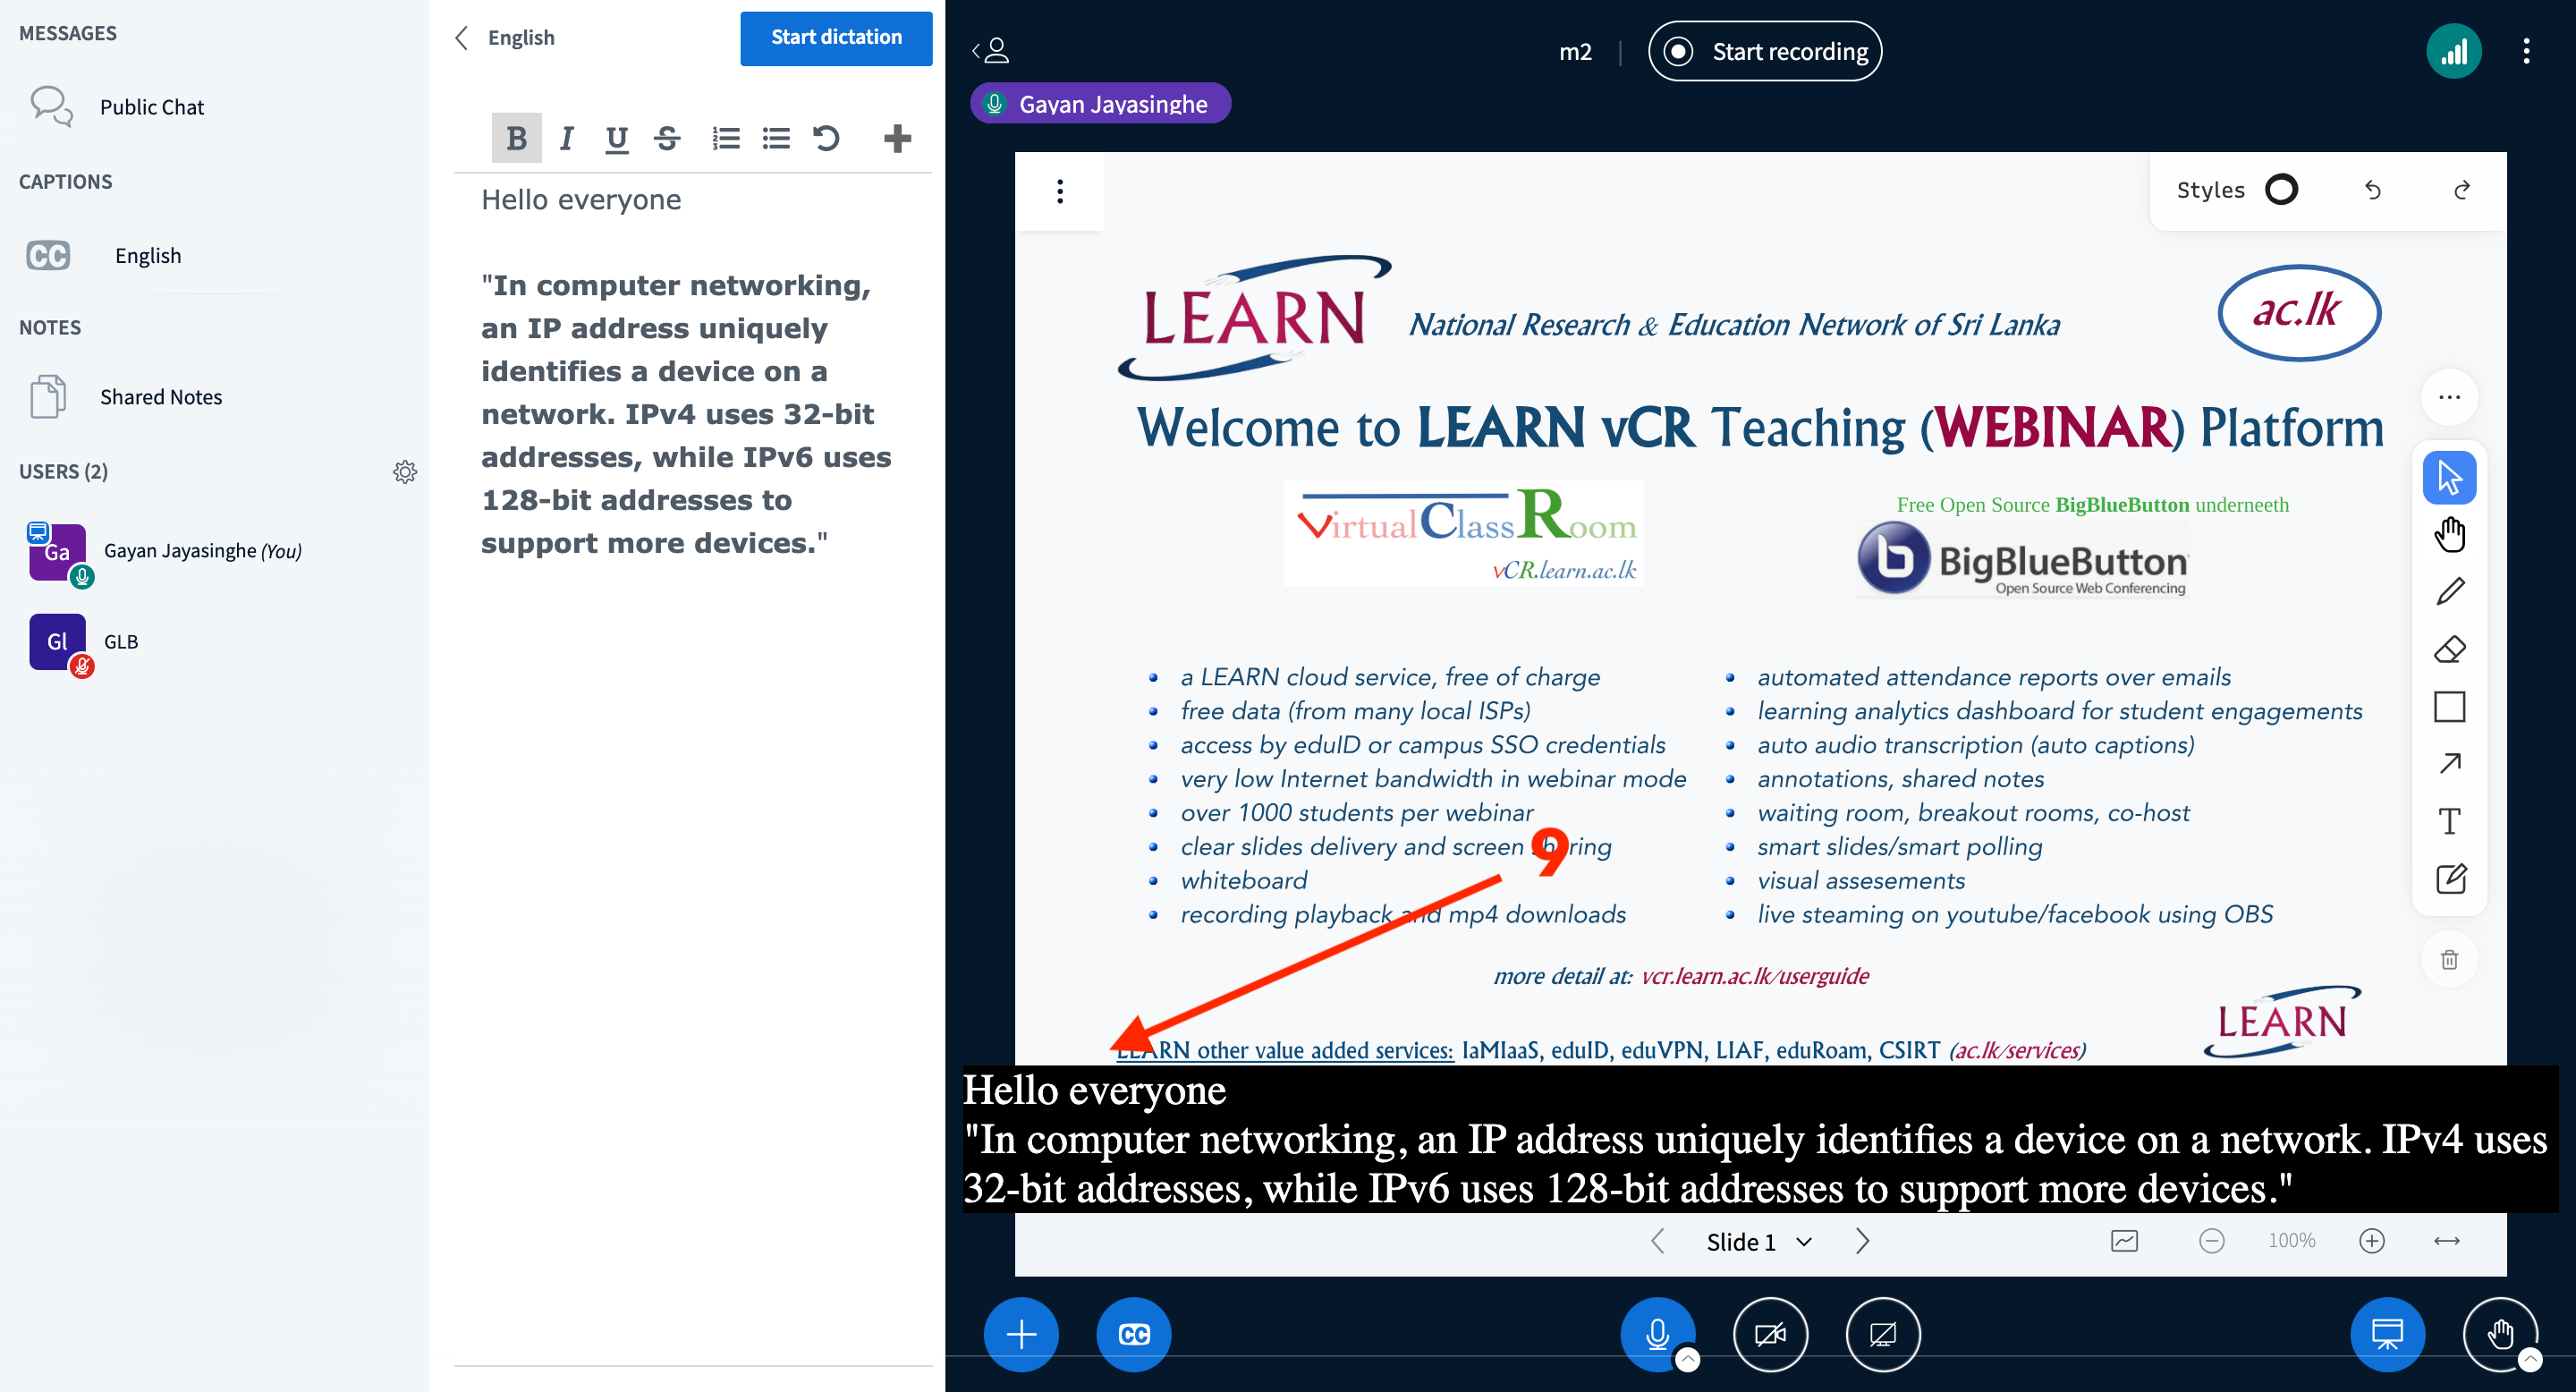 MESSAGES
Public Chat
CAPTIONS
CC English
NOTES
Shared Notes
USERS (2)
Ga Gayan Jayasinghe (You)
Gl GLB
English
Start dictation
B I U S
Hello everyone
"In computer networking,
an IP address uniquely
identifies a device on a
network. IPv4 uses 32-bit
addresses, while IPv6 uses
128-bit addresses to
support more devices."
m2
Start recording
Gayan Jayasinghe
Styles
LEARN
National Research & Education Network of Sri Lanka
ac.lk
Welcome to LEARN vCR Teaching (WEBINAR) Platform
VirtualClassRoom
vCR.learn.ac.lk
Free Open Source BigBlueButton underneeth
b BigBlueButton
Open Source Web Conferencing
a LEARN cloud service, free of charge
free data (from many local ISPs)
access by eduID or campus SSO credentials
very low Internet bandwidth in webinar mode
over 1000 students per webinar
clear slides delivery and screen sharing
whiteboard
recording playback and mp4 downloads
9
automated attendance reports over emails
learning analytics dashboard for student engagements
auto audio transcription (auto captions)
annotations, shared notes
waiting room, breakout rooms, co-host
smart slides/smart polling
visual assesements
live steaming on youtube/facebook using OBS
T
more detail at: vcr.learn.ac.lk/userguide
LEARN
LEARN other value added services: IaMIaaS, eduID, eduVPN, LIAF, eduRoam, CSIRT (ac.lk/services)
Hello everyone
"In computer networking, an IP address uniquely identifies a device on a network. IPv4 uses
32-bit addresses, while IPv6 uses 128-bit addresses to support more devices."
Slide 1
100%
CC